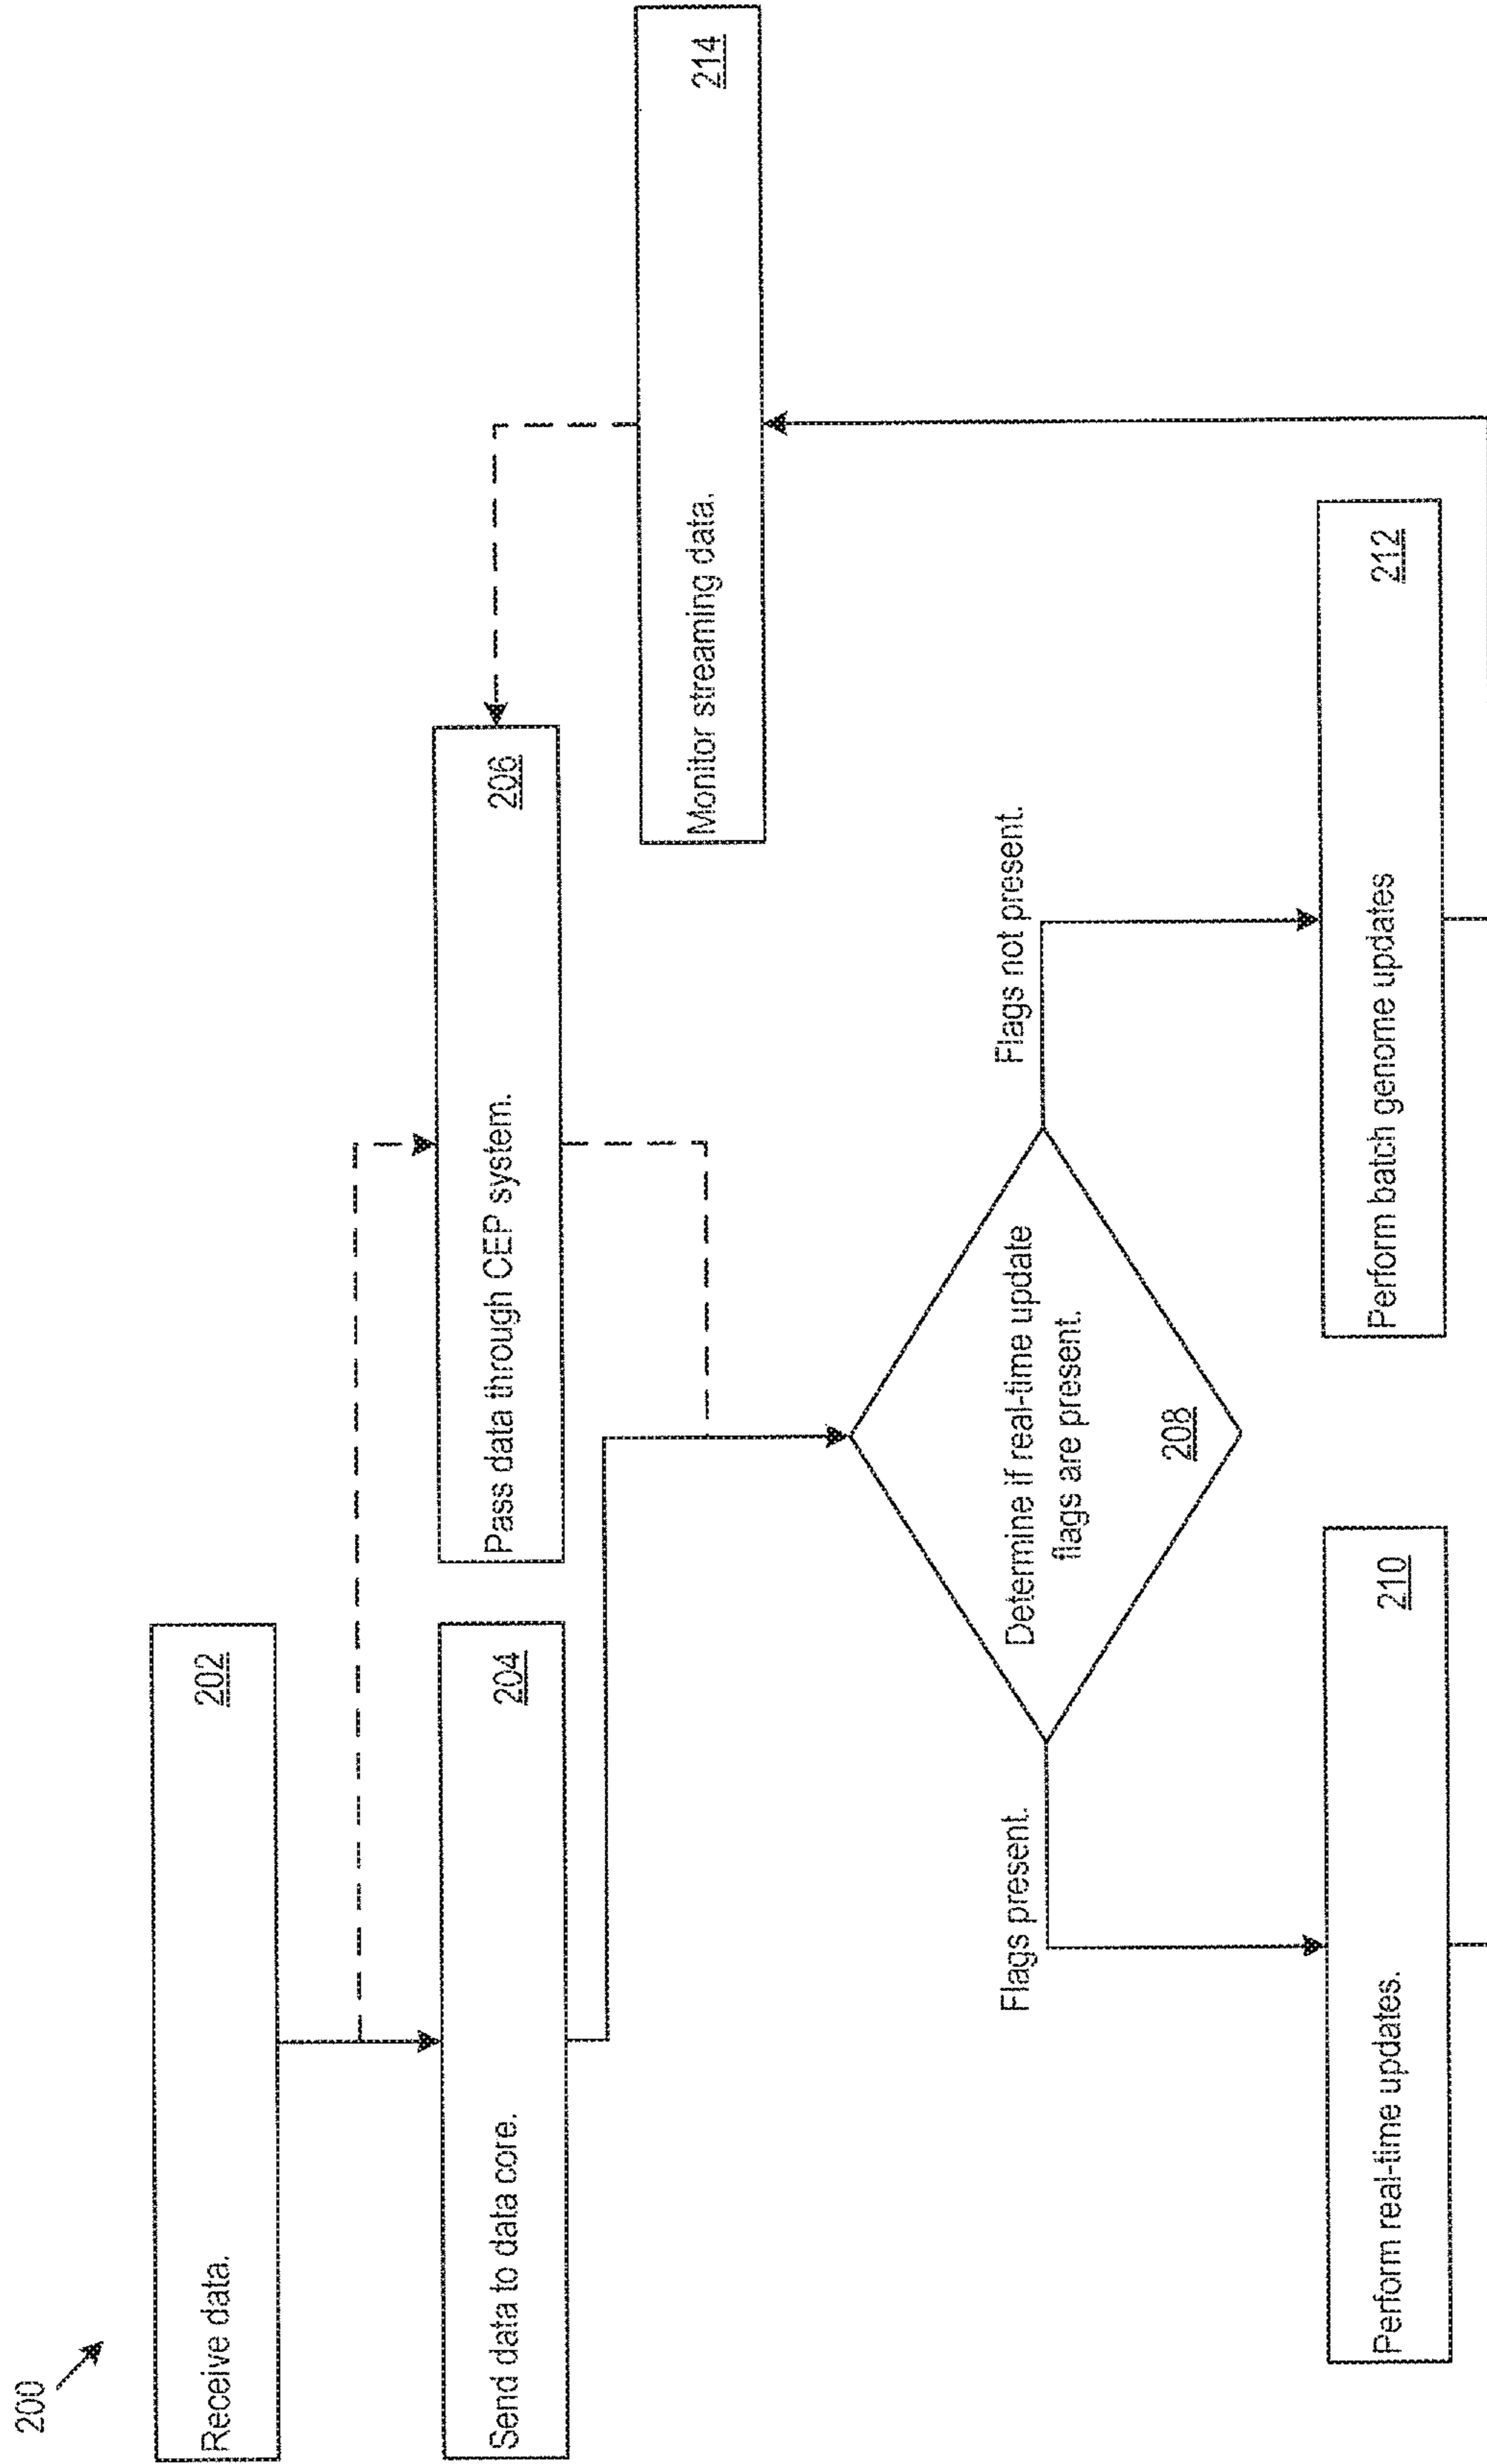 200
Receive data.
202
Send data to data core.
204
Pass data through CEP system.
206
Monitor streaming data.
214
Determine if real-time update
flags are present.
208
Flags present.
Flags not present.
Perform real-time updates.
210
Perform batch genome updates
212